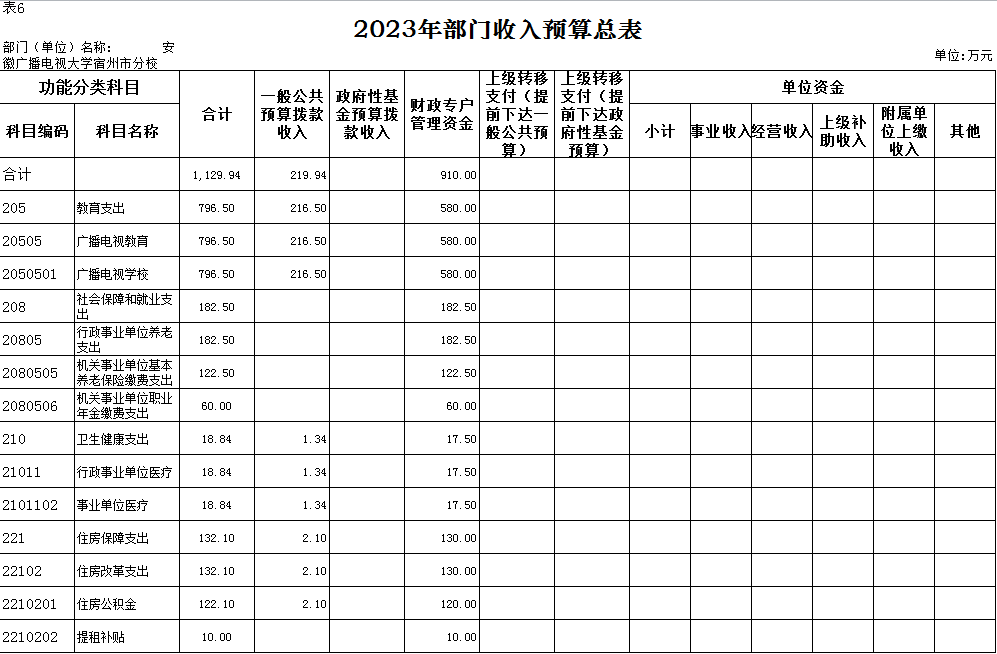 表6
2023年部门收入预算总表
部门（单位）名称： 安
徽广播电视大学宿州市分校
单位:万元
功能分类科目 合计 一般公共预算拨款收入 政府性基金预算拨款收入 财政专户管理资金 上级转移支付（提前下达一般公共预算） 上级转移支付（提前下达政府性基金预算） 单位资金
科目编码 科目名称 小计 事业收入 经营收入 上级补助收入 附属单位上缴收入 其他
合计 1,129.94 219.94 910.00
205 教育支出 796.50 216.50 580.00
20505 广播电视教育 796.50 216.50 580.00
2050501 广播电视学校 796.50 216.50 580.00
208 社会保障和就业支出 182.50 182.50
20805 行政事业单位养老支出 182.50 182.50
2080505 机关事业单位基本养老保险缴费支出 122.50 122.50
2080506 机关事业单位职业年金缴费支出 60.00 60.00
210 卫生健康支出 18.84 1.34 17.50
21011 行政事业单位医疗 18.84 1.34 17.50
2101102 事业单位医疗 18.84 1.34 17.50
221 住房保障支出 132.10 2.10 130.00
22102 住房改革支出 132.10 2.10 130.00
2210201 住房公积金 122.10 2.10 120.00
2210202 提租补贴 10.00 10.00